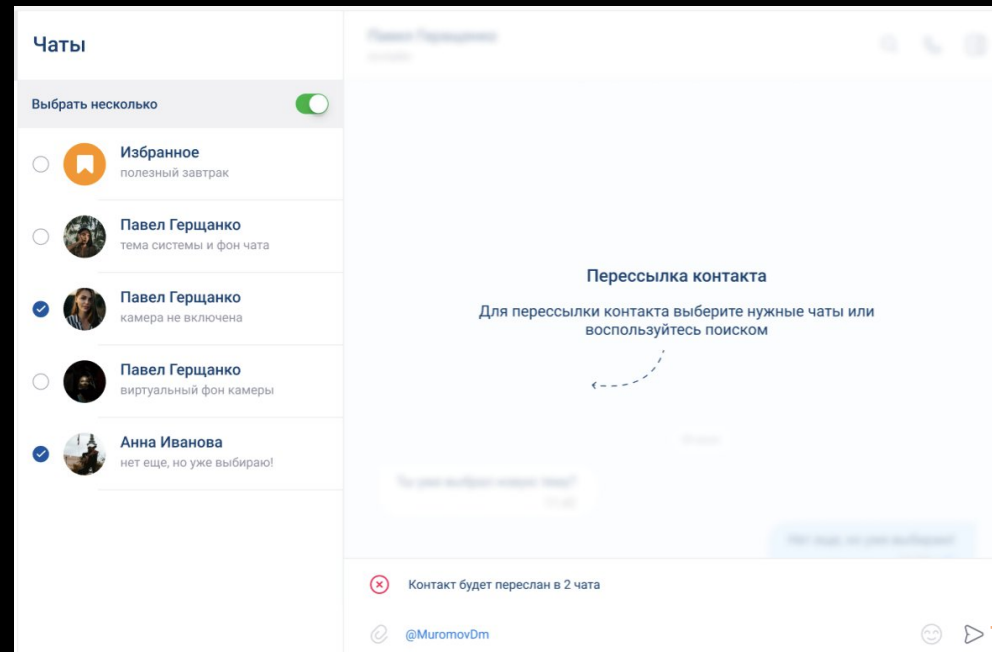 Чаты
Выбрать несколько
Избранное
полезный завтрак
Павел Герщанко
тема системы и фон чата
Павел Герщанко
камера не включена
Павел Герщанко
виртуальный фон камеры
Анна Иванова
нет еще, но уже выбираю!
Перессылка контакта
Для перессылки контакта выберите нужные чаты или
воспользуйтесь поиском
Контакт будет переслан в 2 чата
@MuromovDm